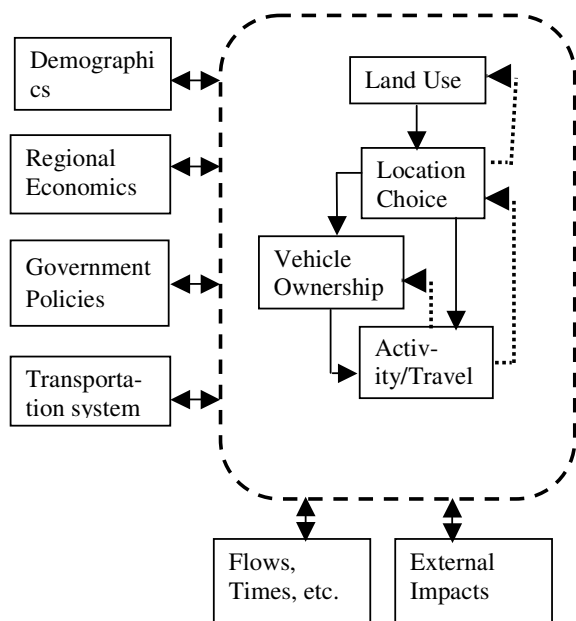 Demographi
cs
Regional
Economics
Government
Policies
Transporta-
tion system
Land Use
Location
Choice
Vehicle
Ownership
Activ-
ity/Travel
Flows,
Times, etc.
External
Impacts